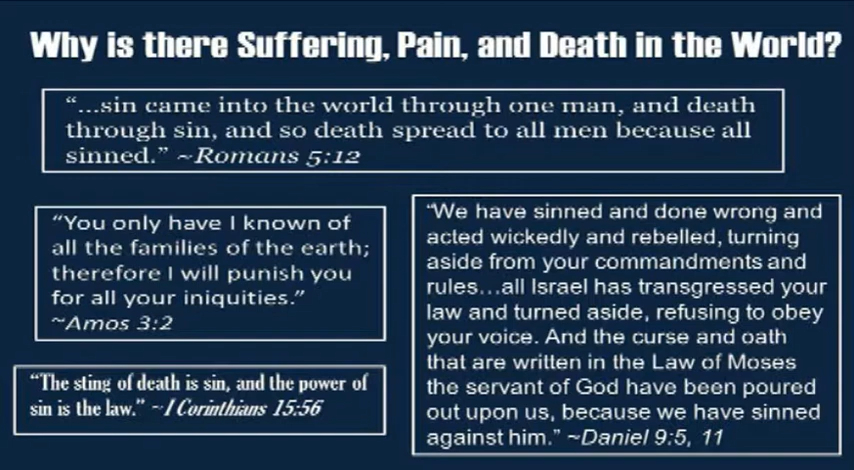 Why is there Suffering, Pain, and Death in the World?
“...sin came into the world through one man, and death
through sin, and so death spread to all men because all
sinned.” ~Romans 5:12
“You only have I known of
all the families of the earth;
therefore I will punish you
for all your iniquities.”
~Amos 3:2
“The sting of death is sin, and the power of
sin is the law.” ~1 Corinthians 15:56
“We have sinned and done wrong and
acted wickedly and rebelled, turning
aside from your commandments and
rules...all Israel has transgressed your
law and turned aside, refusing to obey
your voice. And the curse and oath
that are written in the Law of Moses
the servant of God have been poured
out upon us, because we have sinned
against him.” ~Daniel 9:5, 11